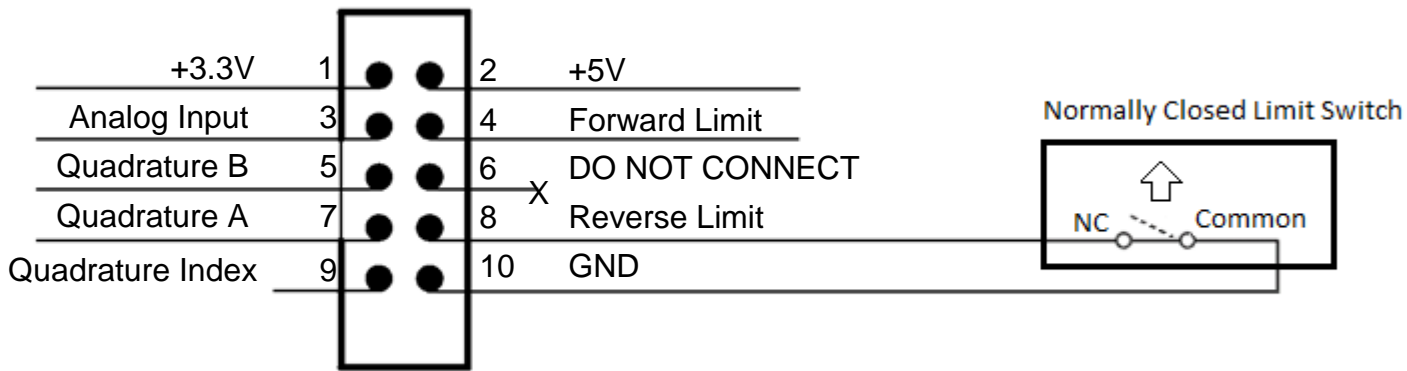 +3.3V 1 2 +5V
Normally Closed Limit Switch
Analog Input 3 4 Forward Limit
Quadrature B 5 6 X DO NOT CONNECT
Quadrature A 7 8 Reverse Limit
NC Common
Quadrature Index 9 10 GND